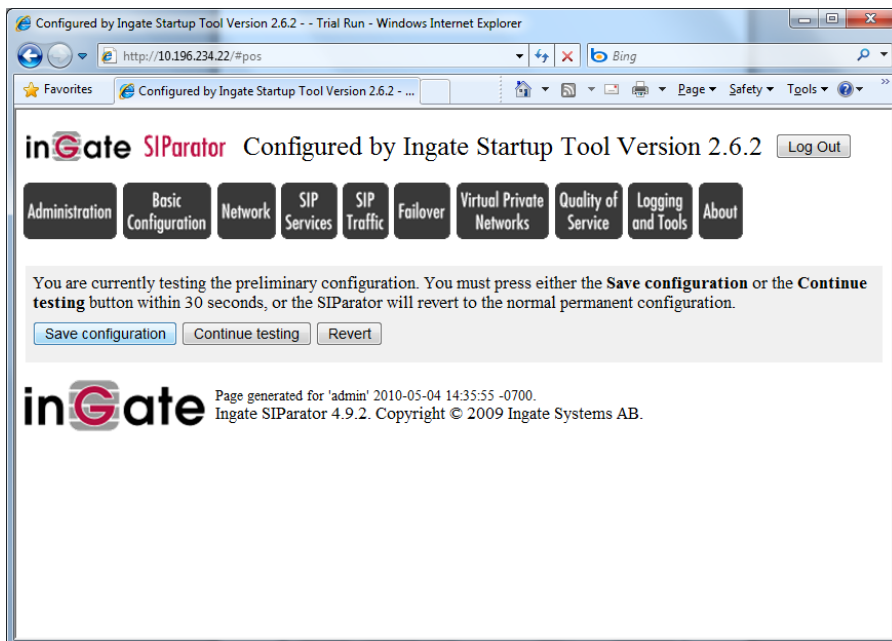 Configured by Ingate Startup Tool Version 2.6.2 - - Trial Run - Windows Internet Explorer
http://10.196.234.22/#pos
Bing
Favorites
Configured by Ingate Startup Tool Version 2.6.2 - ...
Page
Safety
Tools
»
inGate SIParator Configured by Ingate Startup Tool Version 2.6.2 Log Out
Administration
Basic Configuration
Network
SIP Services
SIP Traffic
Failover
Virtual Private Networks
Quality of Service
Logging and Tools
About
You are currently testing the preliminary configuration. You must press either the Save configuration or the Continue
testing button within 30 seconds, or the SIParator will revert to the normal permanent configuration.
Save configuration Continue testing Revert
inGate
Page generated for 'admin' 2010-05-04 14:35:55 -0700.
Ingate SIParator 4.9.2. Copyright © 2009 Ingate Systems AB.